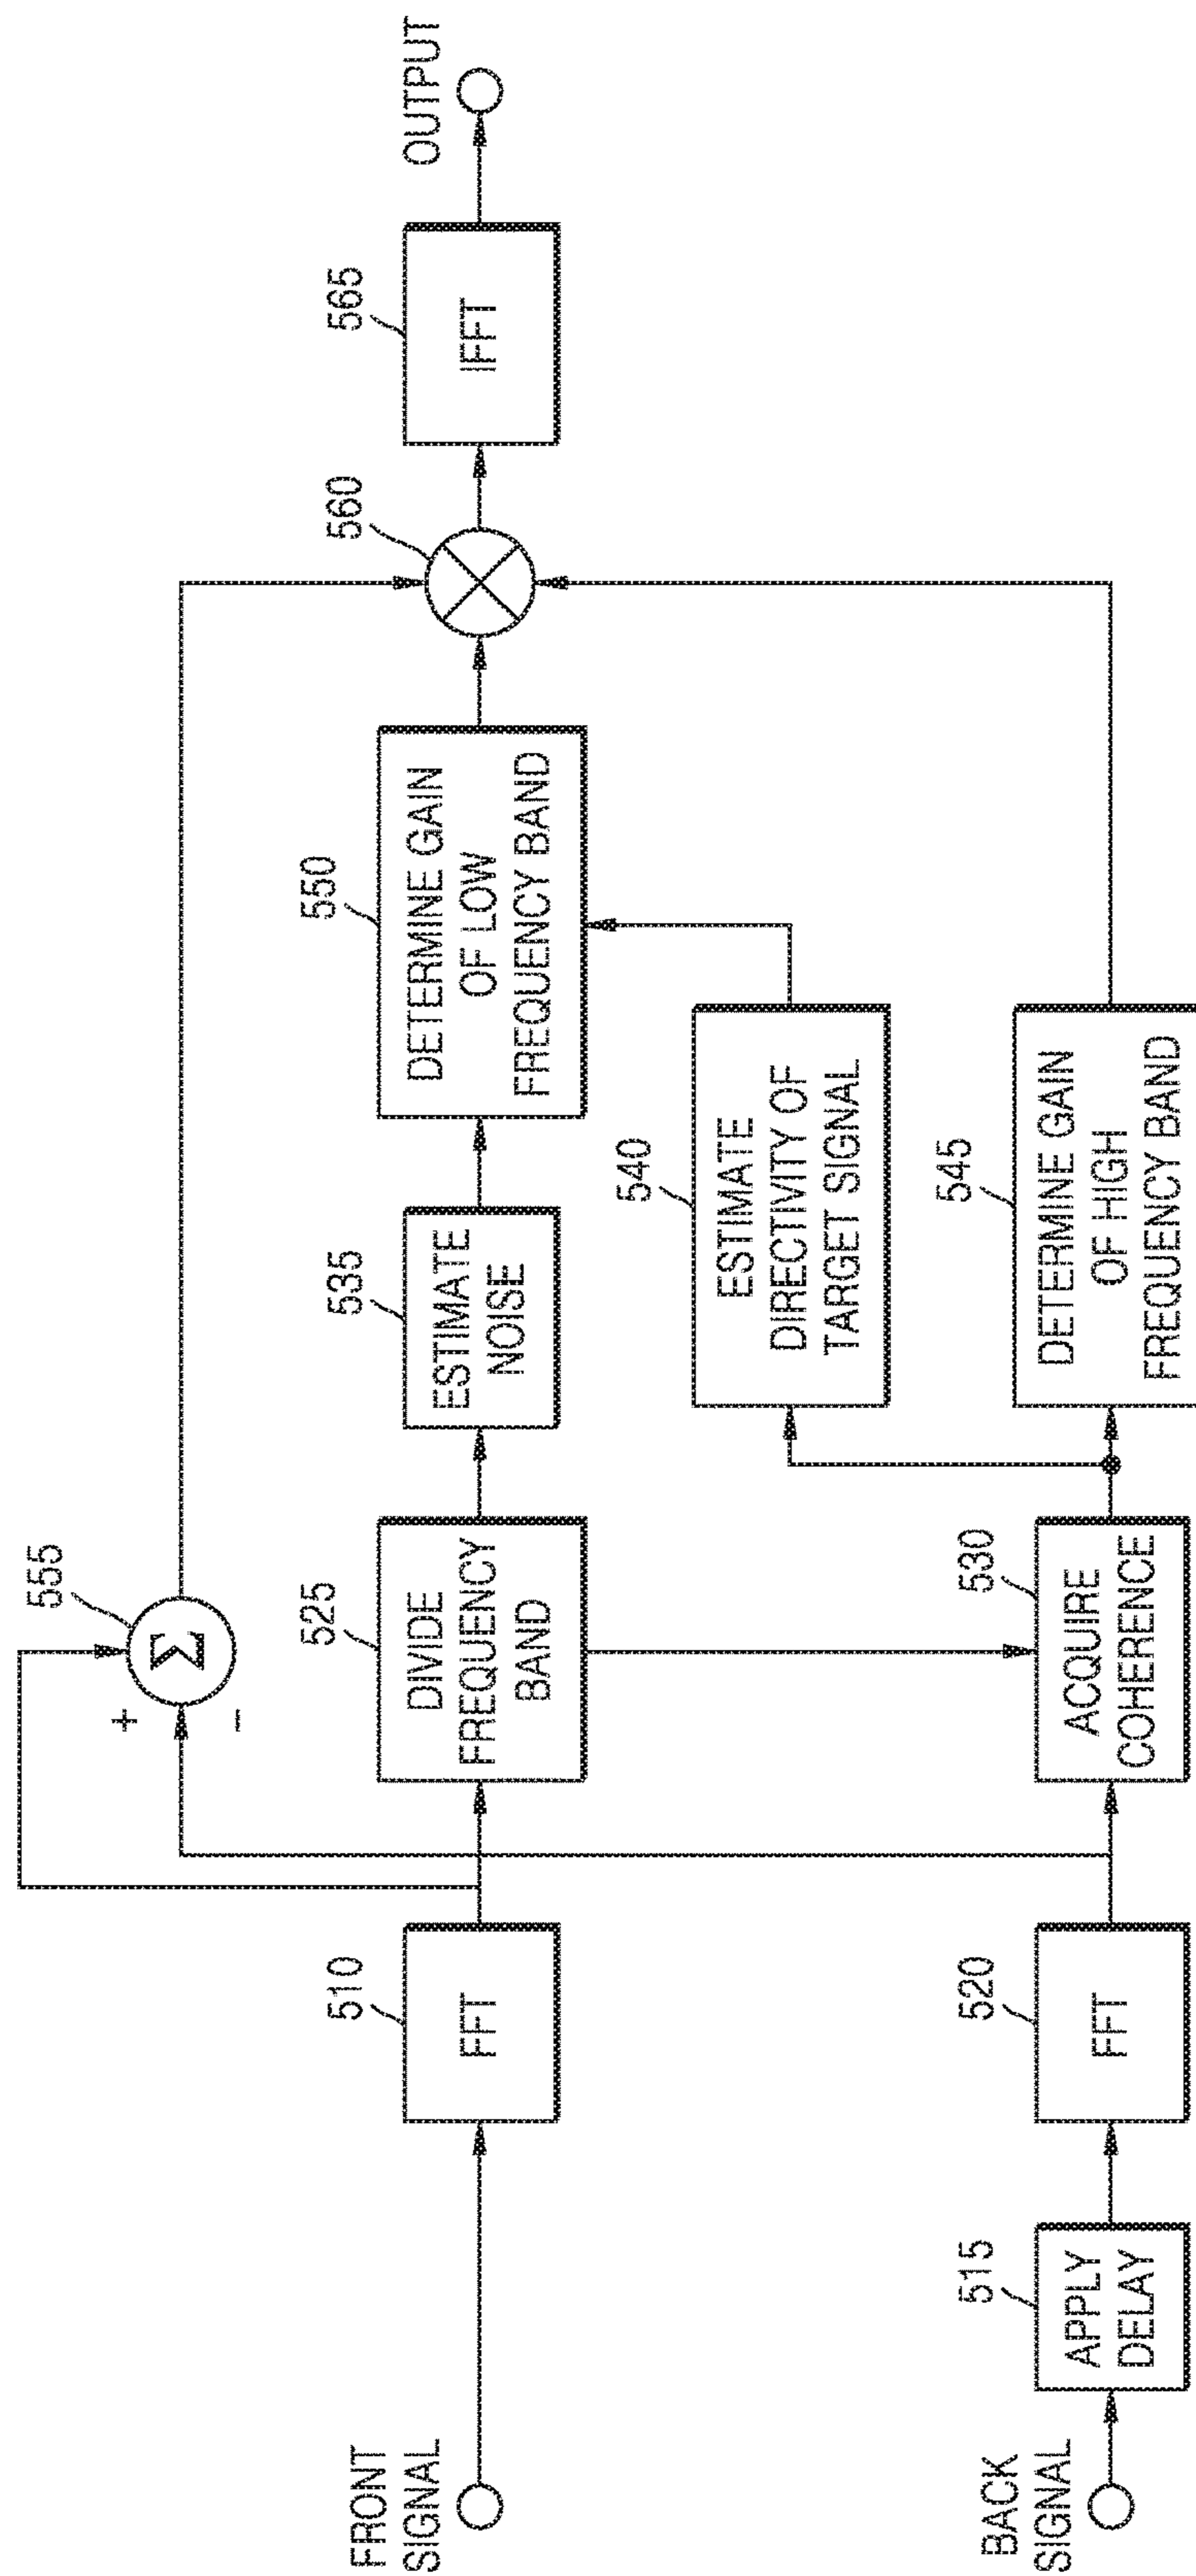 555
Σ
+
-
510
FFT
525
DIVIDE
FREQUENCY
BAND
535
ESTIMATE
NOISE
550
DETERMINE GAIN
OF LOW
FREQUENCY BAND
560
565
IFFT
OUTPUT
FRONT
SIGNAL
540
ESTIMATE
DIRECTIVITY OF
TARGET SIGNAL
BACK
SIGNAL
515
APPLY
DELAY
520
FFT
530
ACQUIRE
COHERENCE
545
DETERMINE GAIN
OF HIGH
FREQUENCY BAND